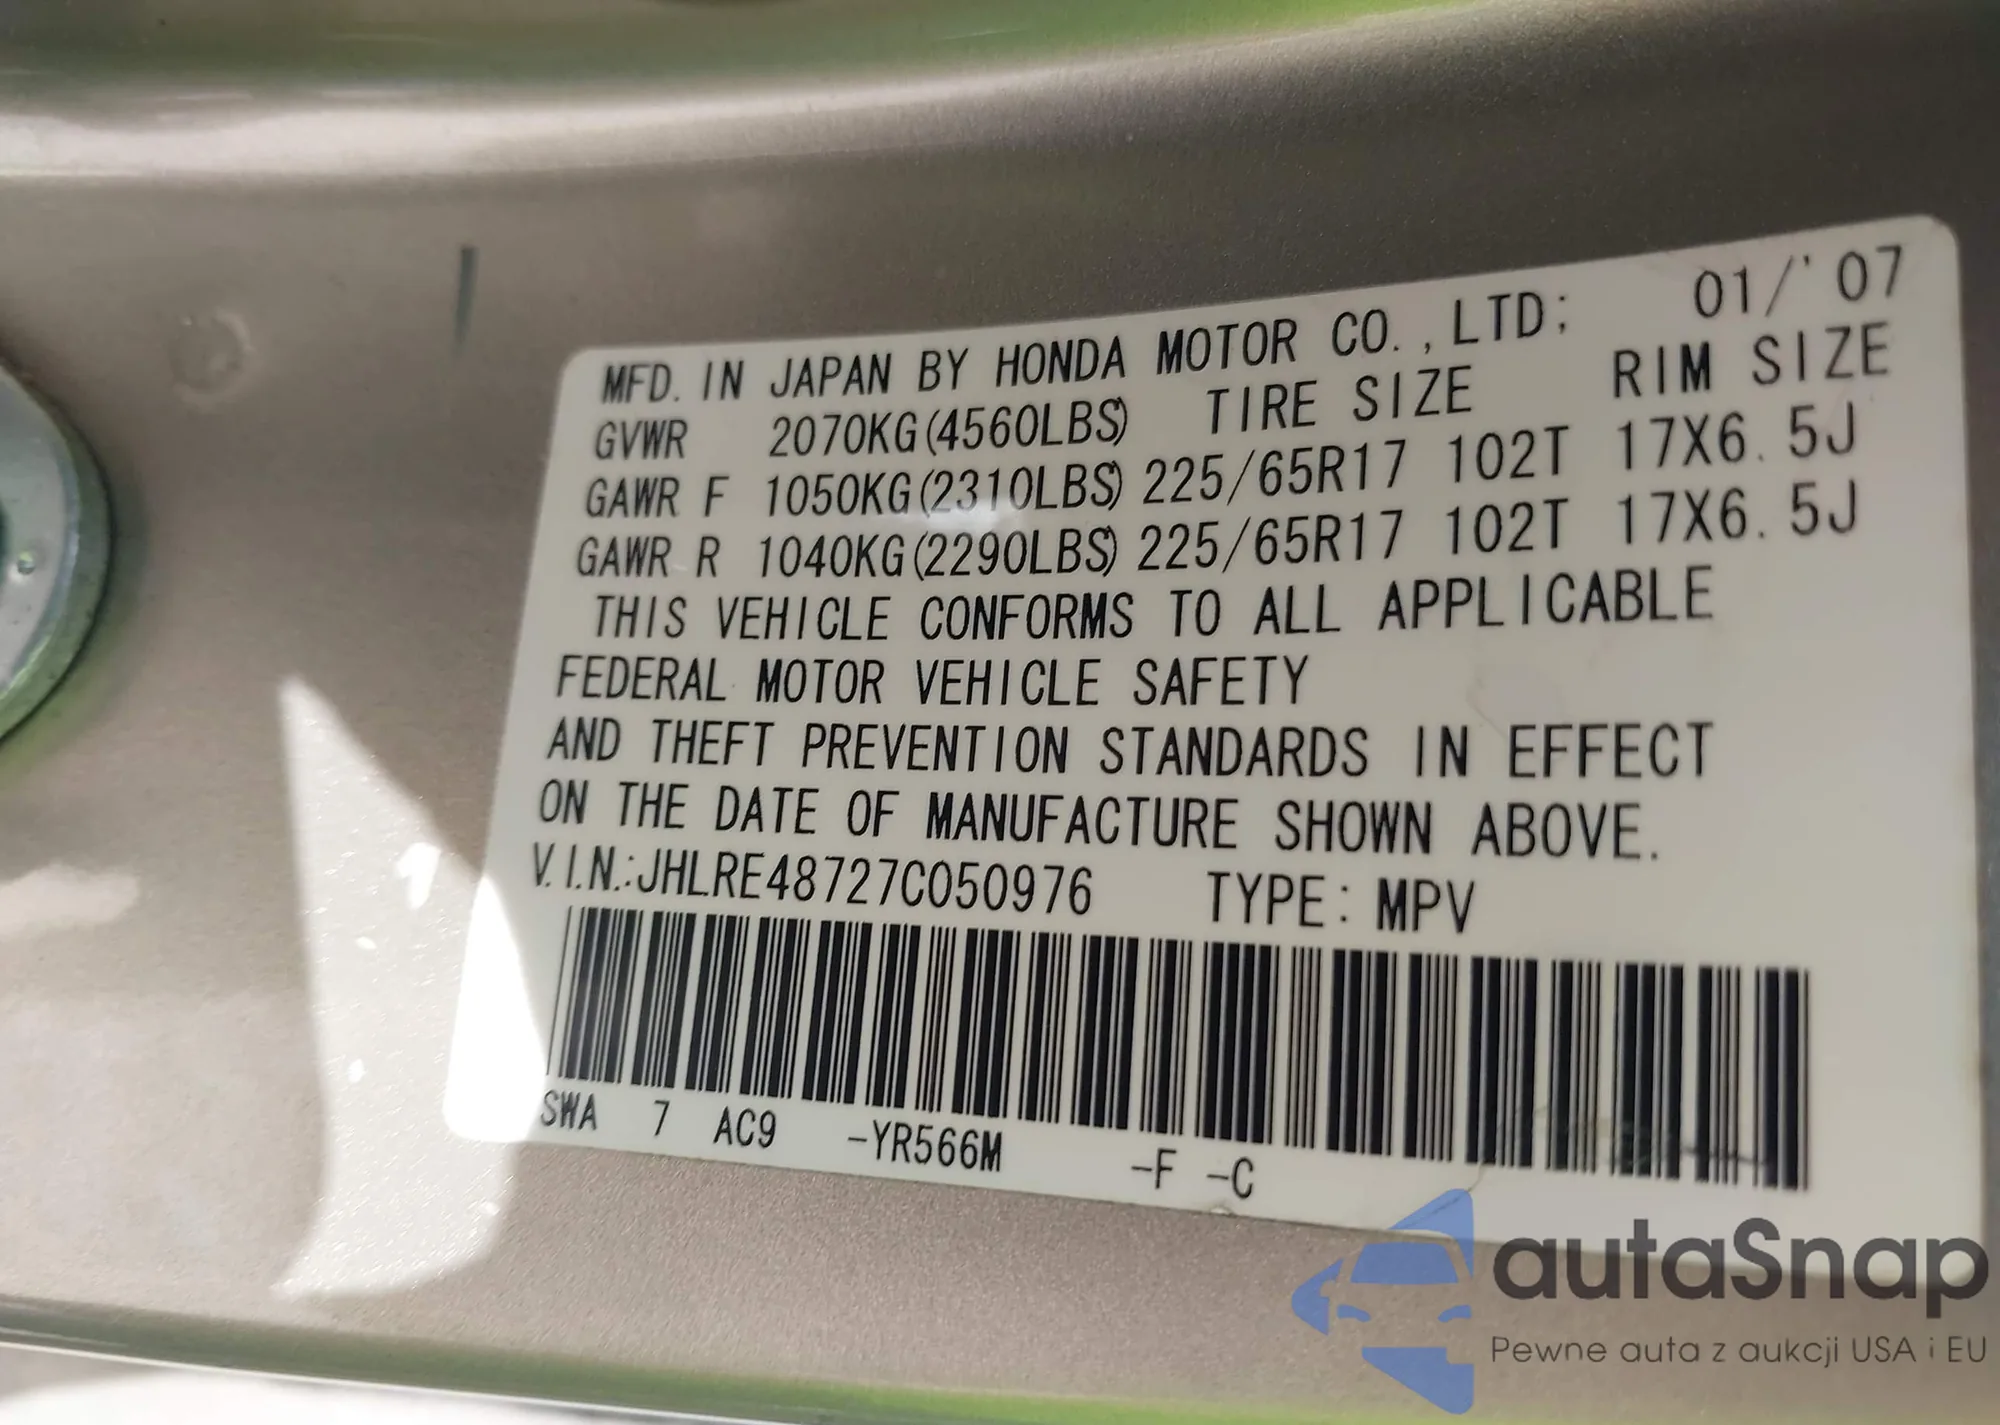 MFD. IN JAPAN BY HONDA MOTOR CO., LTD; 01/'07
GVWR 2070KG(4560LBS) TIRE SIZE RIM SIZE
GAWR F 1050KG(2310LBS) 225/65R17 102T 17X6.5J
GAWR R 1040KG(2290LBS) 225/65R17 102T 17X6.5J
THIS VEHICLE CONFORMS TO ALL APPLICABLE
FEDERAL MOTOR VEHICLE SAFETY
AND THEFT PREVENTION STANDARDS IN EFFECT
ON THE DATE OF MANUFACTURE SHOWN ABOVE.
V.I.N.:JHLRE48727C050976 TYPE: MPV
SWA 7 AC9 -YR566M -F -C
autaSnap
Pewne auta z aukcji USA i EU